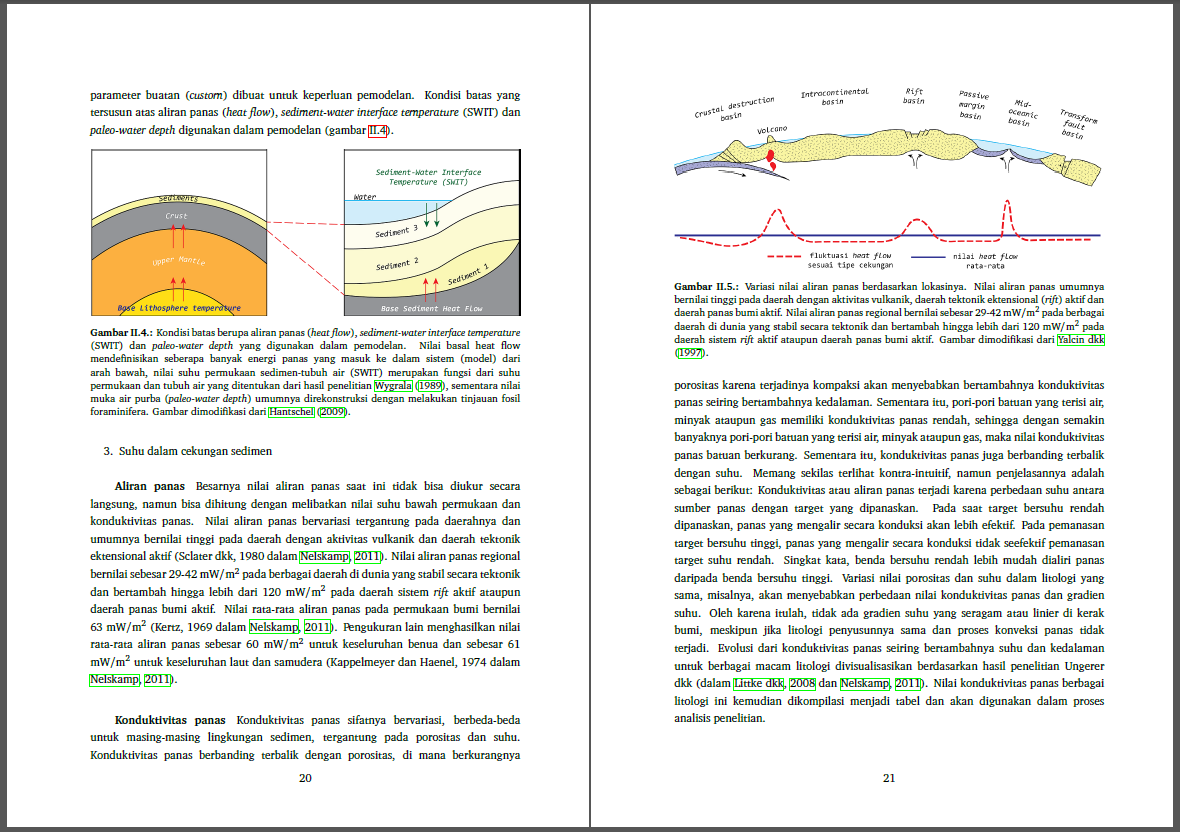 parameter buatan (custom) dibuat untuk keperluan pemodelan. Kondisi batas yang
tersusun atas aliran panas (heat flow), sediment-water interface temperature (SWIT) dan
paleo-water depth digunakan dalam pemodelan (gambar II.4).
Sediments
Crust
Upper Mantle
Base Lithosphere temperature
Sediment-Water Interface
Temperature (SWIT)
Water
Sediment 3
Sediment 2
Sediment 1
Base Sediment Heat Flow
Gambar II.4.: Kondisi batas berupa aliran panas (heat flow), sediment-water interface temperature
(SWIT) dan paleo-water depth yang digunakan dalam pemodelan. Nilai basal heat flow
mendefinisikan seberapa banyak energi panas yang masuk ke dalam sistem (model) dari
arah bawah, nilai suhu permukaan sedimen-tubuh air (SWIT) merupakan fungsi dari suhu
permukaan dan tubuh air yang ditentukan dari hasil penelitian Wygrala (1989), sementara nilai
muka air purba (paleo-water depth) umumnya direkonstruksi dengan melakukan tinjauan fosil
foraminifera. Gambar dimodifikasi dari Hantschel (2009).
3. Suhu dalam cekungan sedimen
Aliran panas Besarnya nilai aliran panas saat ini tidak bisa diukur secara
langsung, namun bisa dihitung dengan melibatkan nilai suhu bawah permukaan dan
konduktivitas panas. Nilai aliran panas bervariasi tergantung pada daerahnya dan
umumnya bernilai tinggi pada daerah dengan aktivitas vulkanik dan daerah tektonik
ektensional aktif (Sclater dkk, 1980 dalam Nelskamp, 2011). Nilai aliran panas regional
bernilai sebesar 29-42 mW/m² pada berbagai daerah di dunia yang stabil secara tektonik
dan bertambah hingga lebih dari 120 mW/m² pada daerah sistem rift aktif ataupun
daerah panas bumi aktif. Nilai rata-rata aliran panas pada permukaan bumi bernilai
63 mW/m² (Kertz, 1969 dalam Nelskamp, 2011). Pengukuran lain menghasilkan nilai
rata-rata aliran panas sebesar 60 mW/m² untuk keseluruhan benua dan sebesar 61
mW/m² untuk keseluruhan laut dan samudera (Kappelmeyer dan Haenel, 1974 dalam
Nelskamp, 2011).
Konduktivitas panas Konduktivitas panas sifatnya bervariasi, berbeda-beda
untuk masing-masing lingkungan sedimen, tergantung pada porositas dan suhu.
Konduktivitas panas berbanding terbalik dengan porositas, di mana berkurangnya
20
Crustal destruction
basin
Volcano
Intracontinental
basin
Rift
basin
Passive
margin
basin
Mid-
oceanic
basin
Transform
fault
basin
fluktuasi heat flow
sesuai tipe cekungan
nilai heat flow
rata-rata
Gambar II.5.: Variasi nilai aliran panas berdasarkan lokasinya. Nilai aliran panas umumnya
bernilai tinggi pada daerah dengan aktivitas vulkanik, daerah tektonik ektensional (rift) aktif dan
daerah panas bumi aktif. Nilai aliran panas regional bernilai sebesar 29-42 mW/m² pada berbagai
daerah di dunia yang stabil secara tektonik dan bertambah hingga lebih dari 120 mW/m² pada
daerah sistem rift aktif ataupun daerah panas bumi aktif. Gambar dimodifikasi dari Yalcin dkk
(1997).
porositas karena terjadinya kompaksi akan menyebabkan bertambahnya konduktivitas
panas seiring bertambahnya kedalaman. Sementara itu, pori-pori batuan yang terisi air,
minyak ataupun gas memiliki konduktivitas panas rendah, sehingga dengan semakin
banyaknya pori-pori batuan yang terisi air, minyak ataupun gas, maka nilai konduktivitas
panas batuan berkurang. Sementara itu, konduktivitas panas juga berbanding terbalik
dengan suhu. Memang sekilas terlihat kontra-intuitif, namun penjelasannya adalah
sebagai berikut: Konduktivitas atau aliran panas terjadi karena perbedaan suhu antara
sumber panas dengan target yang dipanaskan. Pada saat target bersuhu rendah
dipanaskan, panas yang mengalir secara konduksi akan lebih efektif. Pada pemanasan
target bersuhu tinggi, panas yang mengalir secara konduksi tidak seefektif pemanasan
target suhu rendah. Singkat kata, benda bersuhu rendah lebih mudah dialiri panas
daripada benda bersuhu tinggi. Variasi nilai porositas dan suhu dalam litologi yang
sama, misalnya, akan menyebabkan perbedaan nilai konduktivitas panas dan gradien
suhu. Oleh karena itulah, tidak ada gradien suhu yang seragam atau linier di kerak
bumi, meskipun jika litologi penyusunnya sama dan proses konveksi panas tidak
terjadi. Evolusi dari konduktivitas panas seiring bertambahnya suhu dan kedalaman
untuk berbagai macam litologi divisualisasikan berdasarkan hasil penelitian Ungerer
dkk (dalam Littke dkk, 2008 dan Nelskamp, 2011). Nilai konduktivitas panas berbagai
litologi ini kemudian dikompilasi menjadi tabel dan akan digunakan dalam proses
analisis penelitian.
21